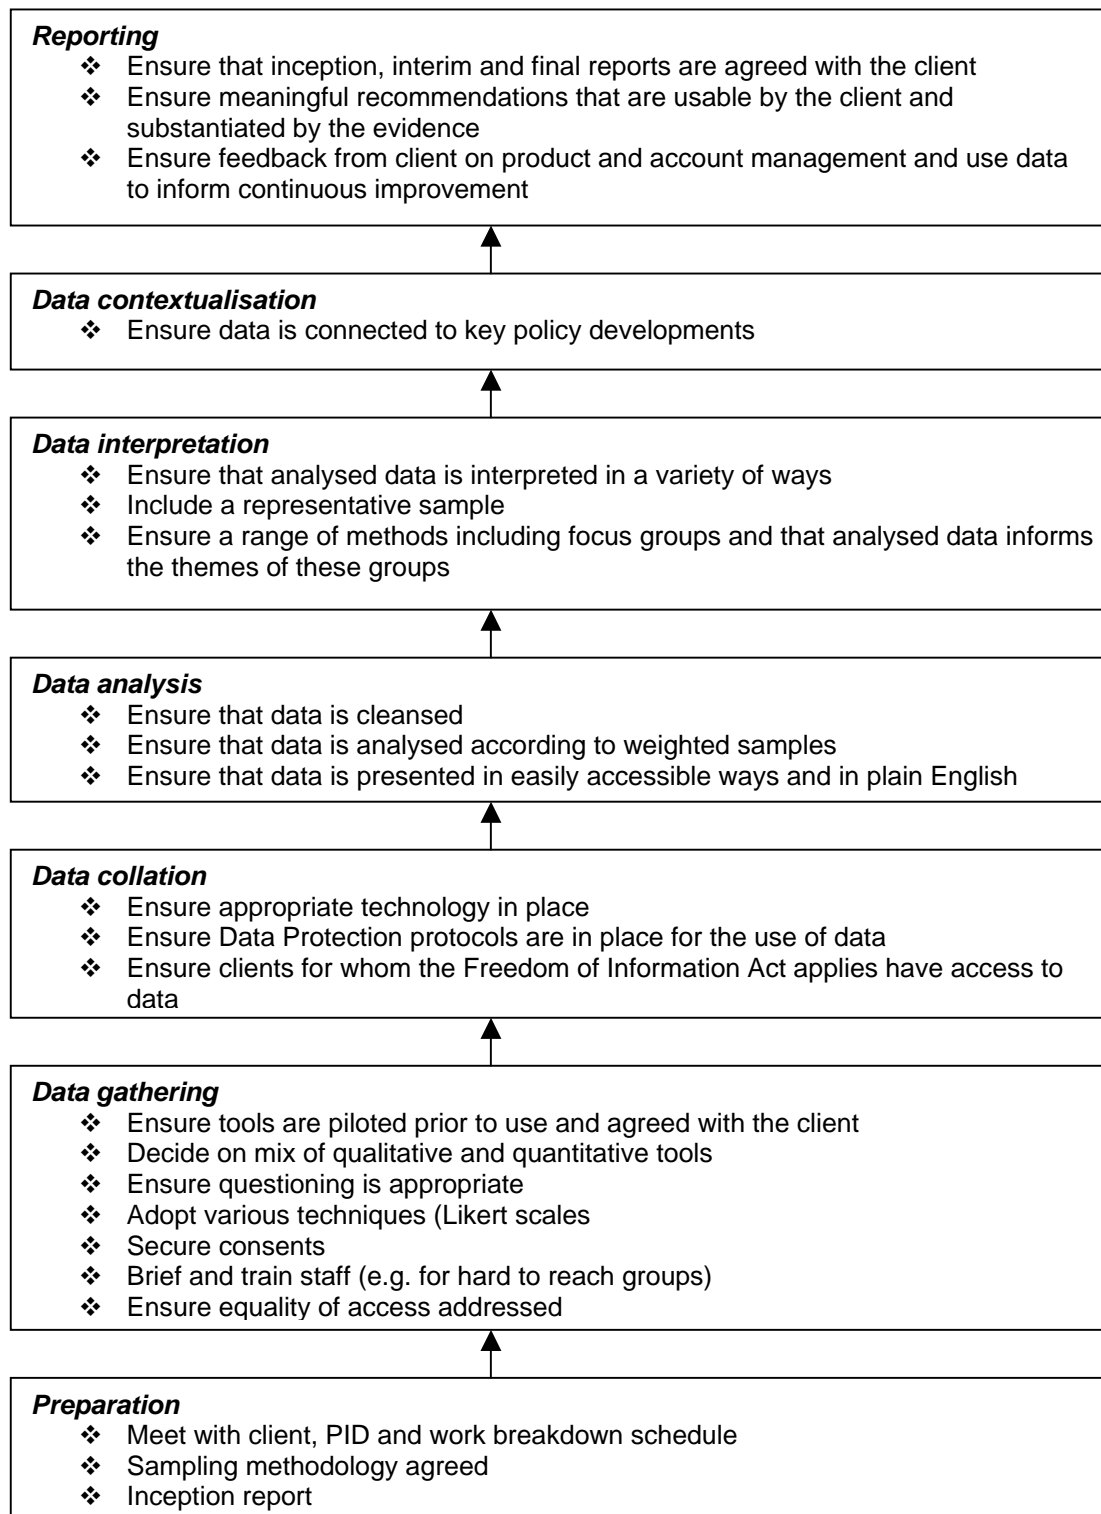 Reporting
❖ Ensure that inception, interim and final reports are agreed with the client
❖ Ensure meaningful recommendations that are usable by the client and
substantiated by the evidence
❖ Ensure feedback from client on product and account management and use data
to inform continuous improvement
Data contextualisation
❖ Ensure data is connected to key policy developments
Data interpretation
❖ Ensure that analysed data is interpreted in a variety of ways
❖ Include a representative sample
❖ Ensure a range of methods including focus groups and that analysed data informs
the themes of these groups
Data analysis
❖ Ensure that data is cleansed
❖ Ensure that data is analysed according to weighted samples
❖ Ensure that data is presented in easily accessible ways and in plain English
Data collation
❖ Ensure appropriate technology in place
❖ Ensure Data Protection protocols are in place for the use of data
❖ Ensure clients for whom the Freedom of Information Act applies have access to
data
Data gathering
❖ Ensure tools are piloted prior to use and agreed with the client
❖ Decide on mix of qualitative and quantitative tools
❖ Ensure questioning is appropriate
❖ Adopt various techniques (Likert scales
❖ Secure consents
❖ Brief and train staff (e.g. for hard to reach groups)
❖ Ensure equality of access addressed
Preparation
❖ Meet with client, PID and work breakdown schedule
❖ Sampling methodology agreed
❖ Inception report